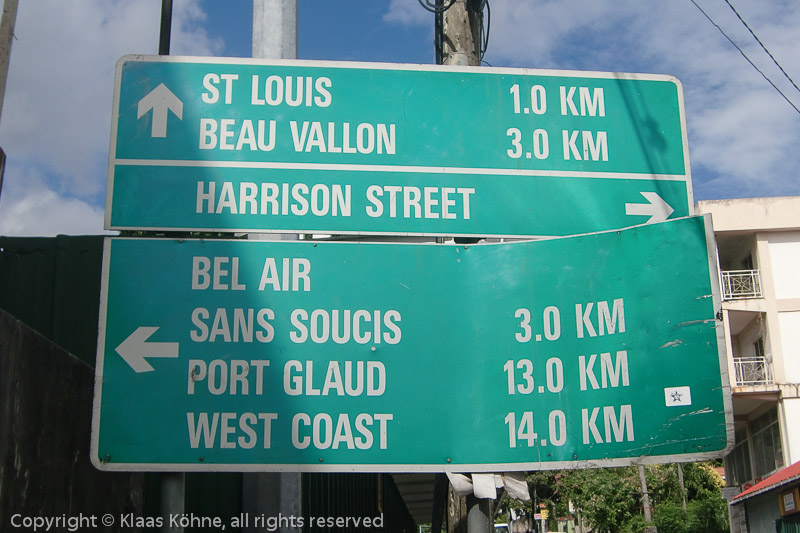 ST LOUIS 1.0 KM
BEAU VALLON 3.0 KM
HARRISON STREET
BEL AIR
SANS SOUCIS 3.0 KM
PORT GLAUD 13.0 KM
WEST COAST 14.0 KM
Copyright © Klaas Köhne, all rights reserved